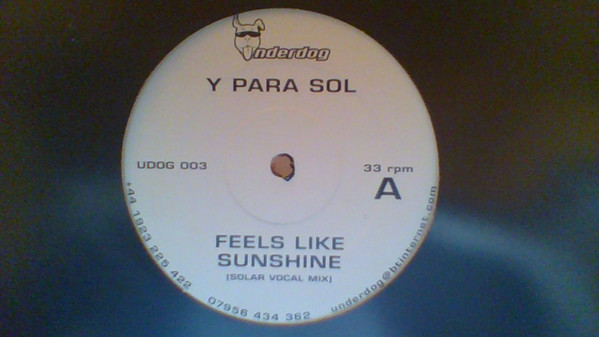 Underdog
Y PARA SOL
UDOG 003
33 rpm
A
FEELS LIKE
SUNSHINE
(SOLAR VOCAL MIX)
+44 1923 225 422
07956 434 362
underdog@btinternet.com